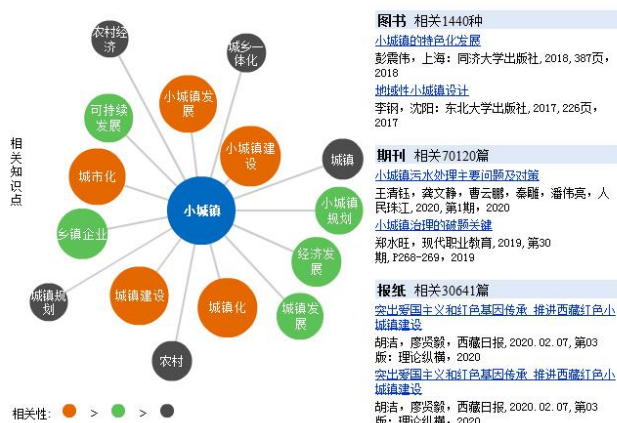 农村经济
城乡一体化
可持续发展
小城镇发展
小城镇建设
城市化
城镇
小城镇
小城镇规划
乡镇企业
经济发展
城镇规划
城镇建设
城镇化
城镇发展
农村
相关知识点
相关性: > >
图书 相关1440种
小城镇的特色化发展
彭震伟，上海：同济大学出版社, 2018, 387页，
2018
地域性小城镇设计
李钢，沈阳：东北大学出版社, 2017, 226页，
2017
期刊 相关70120篇
小城镇污水处理主要问题及对策
王清钰，龚文静，曹云鹏，秦雕，潘伟亮，人
民珠江, 2020, 第1期，2020
小城镇治理的破题关键
郑水旺，现代职业教育, 2019, 第30
期, P268-269，2019
报纸 相关30641篇
突出爱国主义和红色基因传承 推进西藏红色小
城镇建设
胡洁，廖贤毅，西藏日报, 2020.02.07, 第03
版：理论纵横，2020
突出爱国主义和红色基因传承 推进西藏红色小
城镇建设
胡洁，廖贤毅，西藏日报, 2020.02.07, 第03
版：理论纵横，2020